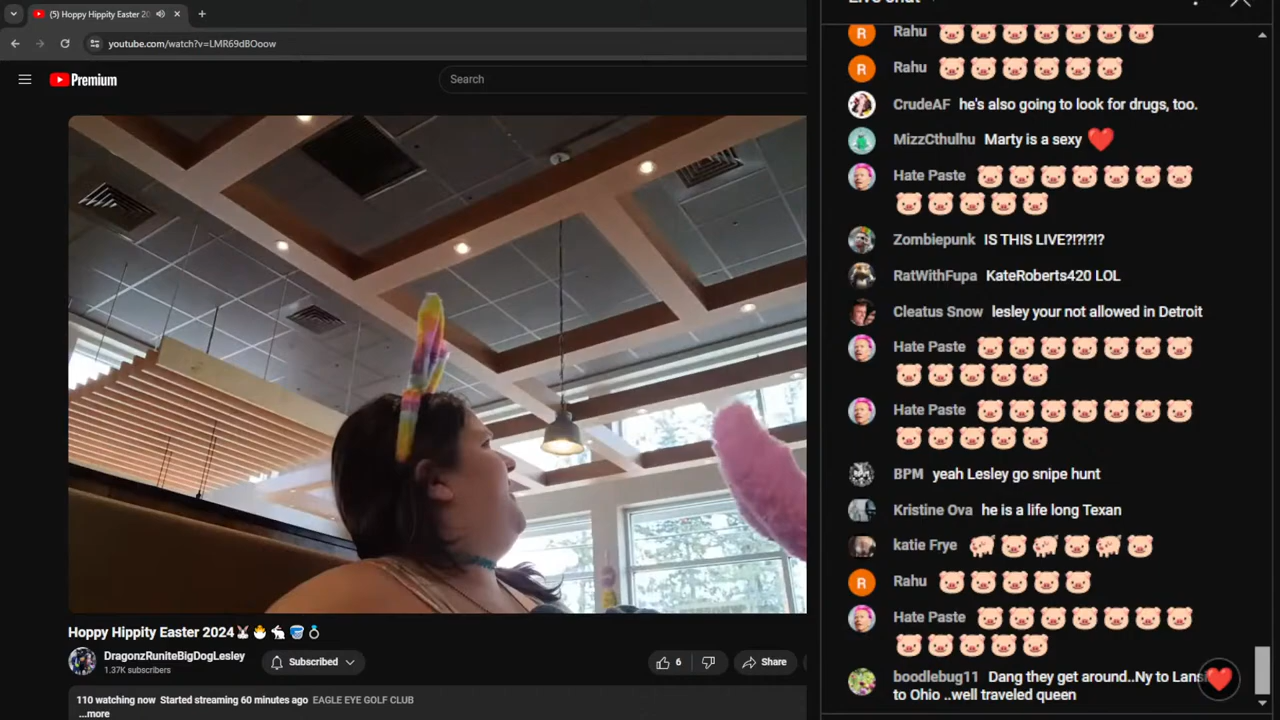 (5) Hoppy Hippity Easter 20
youtube.com/watch?v=LMR69dBOoow
Premium
Search
Hoppy Hippity Easter 2024🐰🐣🐇🪣💍
DragonzRuniteBigDogLesley
1.37K subscribers
Subscribed
6
Share
110 watching now Started streaming 60 minutes ago EAGLE EYE GOLF CLUB
...more
Live chat
Rahu 🐷🐷🐷🐷🐷🐷🐷
R
Rahu 🐷🐷🐷🐷🐷🐷
R
CrudeAF he's also going to look for drugs, too.
MizzCthulhu Marty is a sexy ❤️
Hate Paste 🐷🐷🐷🐷🐷🐷🐷
🐷🐷🐷🐷🐷
Zombiepunk IS THIS LIVE?!?!?!?
RatWithFupa KateRoberts420 LOL
Cleatus Snow lesley your not allowed in Detroit
Hate Paste 🐷🐷🐷🐷🐷🐷🐷
🐷🐷🐷🐷🐷
Hate Paste 🐷🐷🐷🐷🐷🐷🐷
🐷🐷🐷🐷🐷
BPM yeah Lesley go snipe hunt
Kristine Ova he is a life long Texan
katie Frye 🐖🐷🐖🐷🐖🐷
R
Rahu 🐷🐷🐷🐷🐷
Hate Paste 🐷🐷🐷🐷🐷🐷🐷
🐷🐷🐷🐷🐷
boodlebug11 Dang they get around..Ny to Lans
to Ohio ..well traveled queen